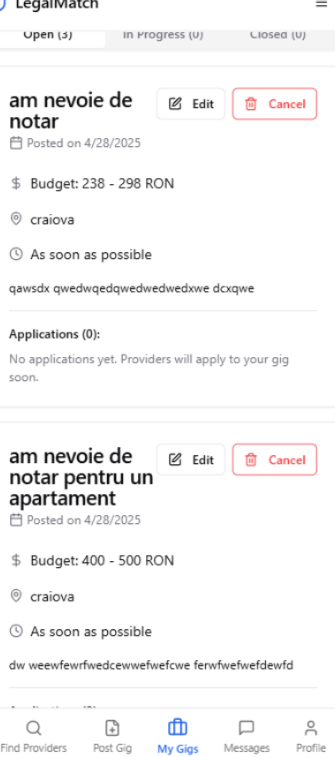 LegalMatch
Open (3)
In Progress (0)
Closed (0)
am nevoie de
notar
Edit
Cancel
Posted on 4/28/2025
$ Budget: 238 - 298 RON
craiova
As soon as possible
qawsdx qwedwqedqwedwedwedxwe dcxqwe
Applications (0):
No applications yet. Providers will apply to your gig
soon.
am nevoie de
notar pentru un
apartament
Edit
Cancel
Posted on 4/28/2025
$ Budget: 400 - 500 RON
craiova
As soon as possible
dw weewfewrfwedcewwefwefcwe ferwfwefwefdewfd
Find Providers
Post Gig
My Gigs
Messages
Profile